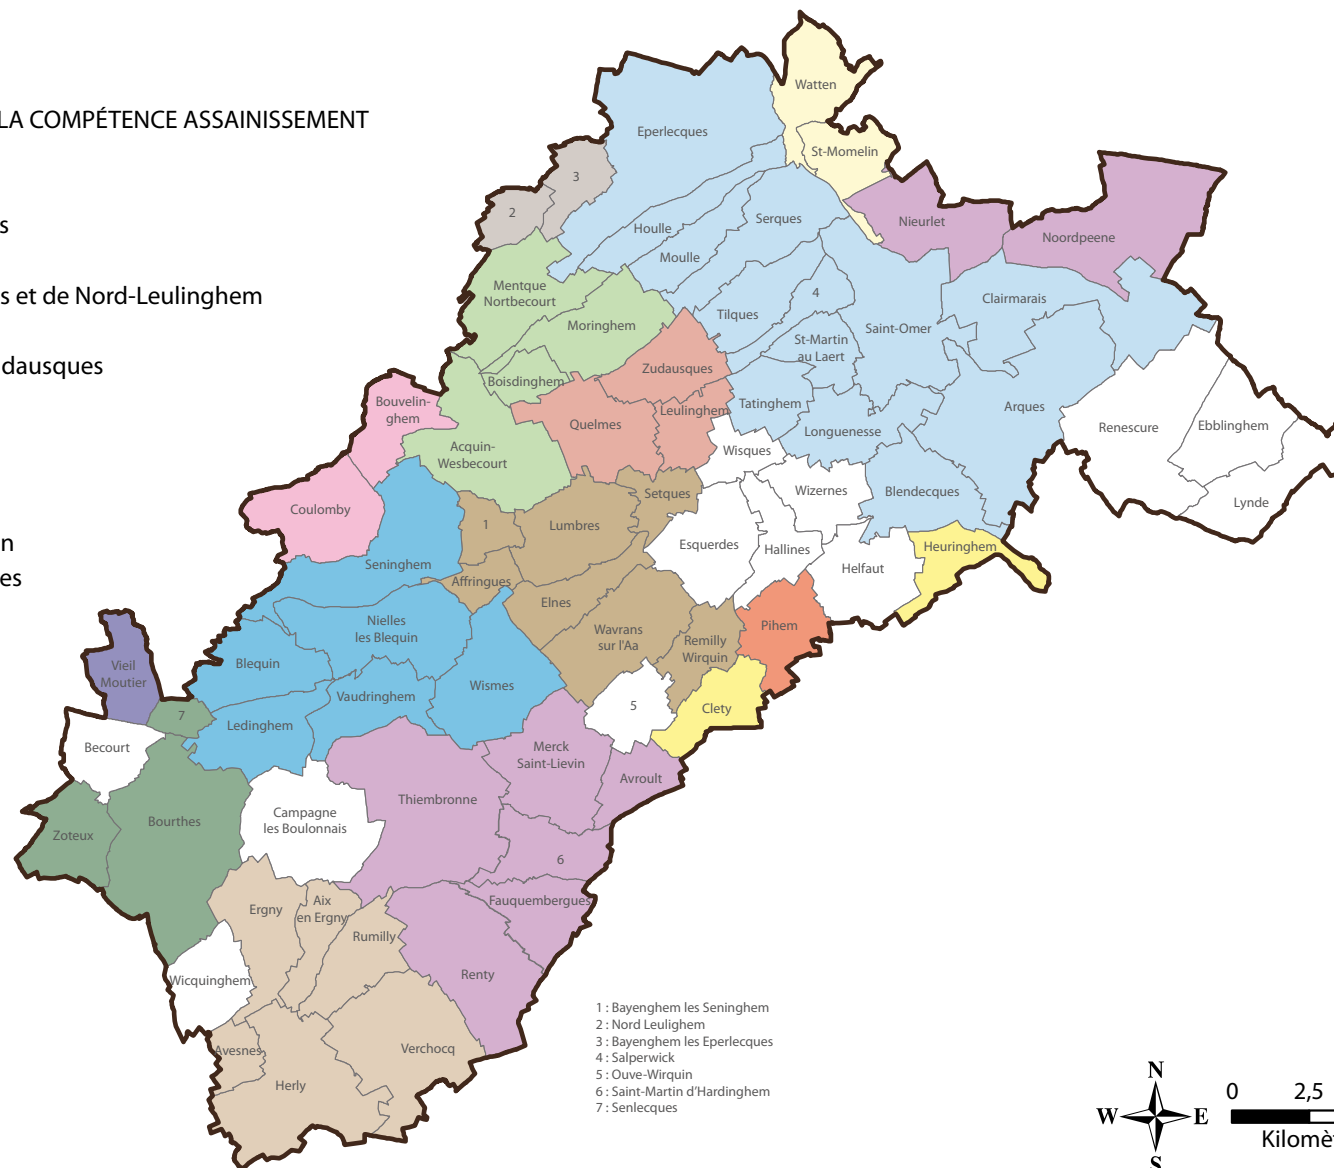 LA COMPÉTENCE ASSAINISSEMENT
s
s et de Nord-Leulinghem
dausques
n
es
Watten
Eperlecques
St-Momelin
3
2
Nieurlet
Noordpeene
Serques
Houlle
Moulle
Mentque
Nortbecourt
4
Clairmarais
Tilques
Moringhem
Saint-Omer
St-Martin
au Laert
Zudausques
Boisdinghem
Bouvelin-
ghem
Tatinghem
Leulinghem
Arques
Quelmes
Longuenesse
Renescure
Ebblinghem
Acquin-
Wesbecourt
Wisques
Setques
Wizernes
Blendecques
Lynde
Coulomby
1
Lumbres
Esquerdes
Hallines
Heuringhem
Seninghem
Helfaut
Affringues
Elnes
Nielles
les Blequin
Wavrans
sur l'Aa
Pihem
Remilly
Wirquin
Blequin
Vieil
Moutier
Wismes
Vaudringhem
5
Clety
7
Ledinghem
Becourt
Merck
Saint-Lievin
Avroult
Thiembronne
Campagne
les Boulonnais
Bourthes
Zoteux
6
Fauquembergues
Aix
en Ergny
Ergny
Rumilly
Renty
Wicquinghem
Avesnes
Verchocq
Herly
1 : Bayenghem les Seninghem
2 : Nord Leulighem
3 : Bayenghem les Eperlecques
4 : Salperwick
5 : Ouve-Wirquin
6 : Saint-Martin d'Hardinghem
7 : Senlecques
N
W E
S
0 2,5
Kilomèt